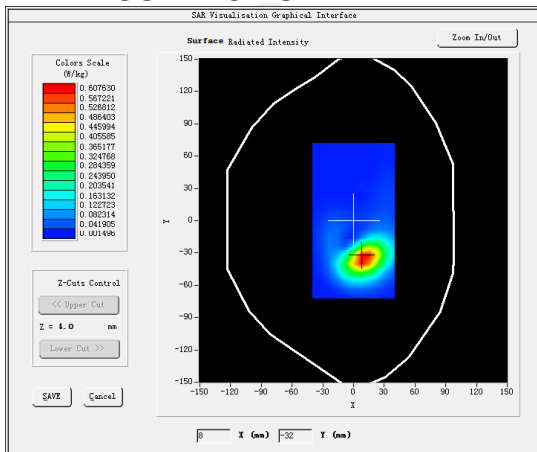 SAR Visualisation Graphical Interface
Surface Radiated Intensity
Zoom In/Out
Colors Scale
(W/kg)
0.607630
0.567221
0.526812
0.486403
0.445994
0.405585
0.365177
0.324768
0.284359
0.243950
0.203541
0.163132
0.122723
0.082314
0.041905
0.001496
150
120
90
60
30
0
-30
-60
-90
-120
-150
Y
-150 -120 -90 -60 -30 0 30 60 90 120 150
X
Z-Cuts Control
<< Upper Cut
Z = 4.0 mm
Lower Cut >>
SAVE Cancel
8 X (mm) -32 Y (mm)